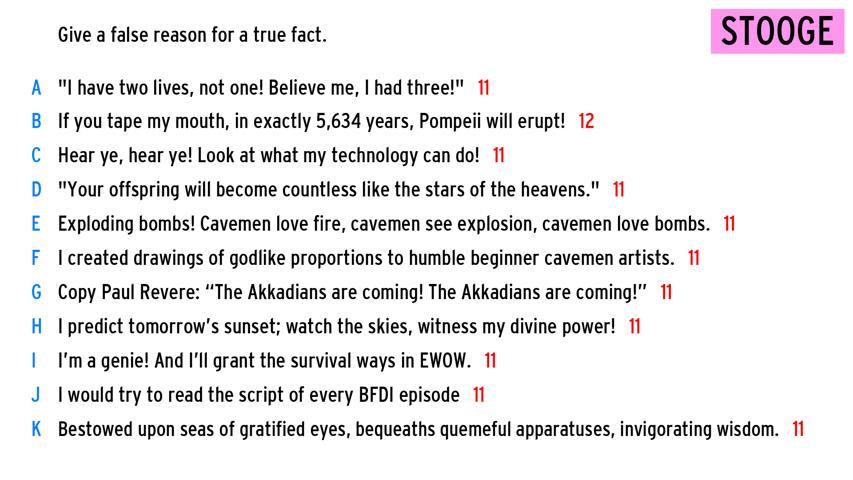 Give a false reason for a true fact.
STOOGE
A "I have two lives, not one! Believe me, I had three!" 11
B If you tape my mouth, in exactly 5,634 years, Pompeii will erupt! 12
C Hear ye, hear ye! Look at what my technology can do! 11
D "Your offspring will become countless like the stars of the heavens." 11
E Exploding bombs! Cavemen love fire, cavemen see explosion, cavemen love bombs. 11
F I created drawings of godlike proportions to humble beginner cavemen artists. 11
G Copy Paul Revere: “The Akkadians are coming! The Akkadians are coming!” 11
H I predict tomorrow’s sunset; watch the skies, witness my divine power! 11
I I’m a genie! And I’ll grant the survival ways in EWOW. 11
J I would try to read the script of every BFDI episode 11
K Bestowed upon seas of gratified eyes, bequeaths quemeful apparatuses, invigorating wisdom. 11